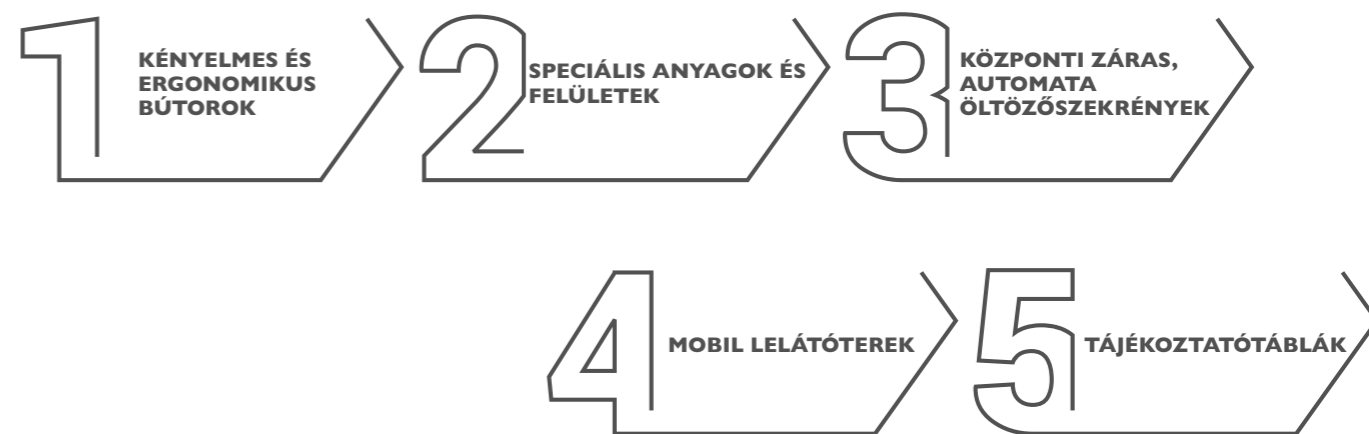 1
KÉNYELMES ÉS
ERGONOMIKUS
BÚTOROK
2
SPECIÁLIS ANYAGOK ÉS
FELÜLETEK
3
KÖZPONTI ZÁRAS,
AUTOMATA
ÖLTÖZŐSZEKRÉNYEK
4
MOBIL LELÁTÓTEREK
5
TÁJÉKOZTATÓTÁBLÁK